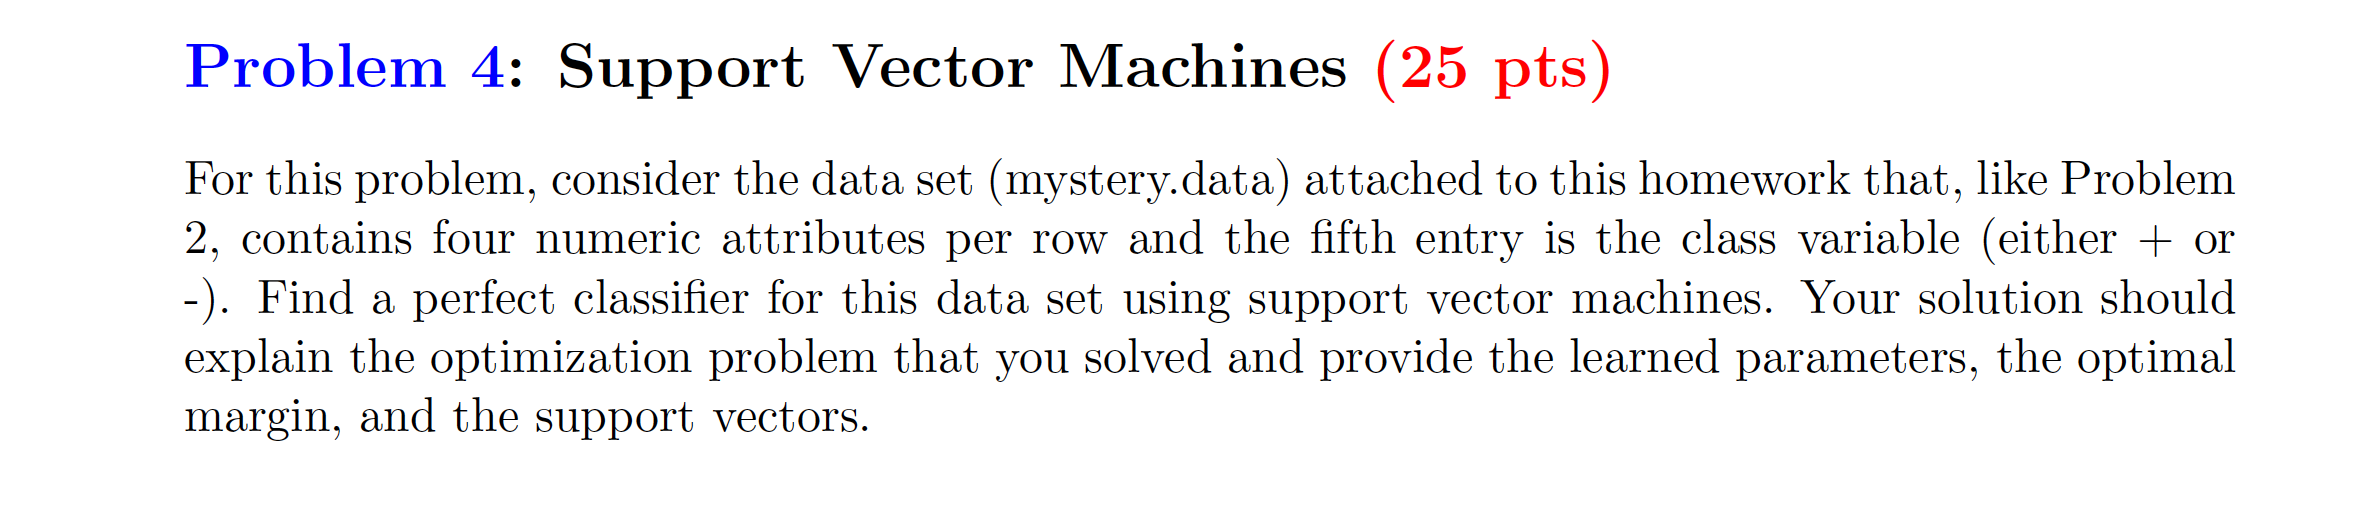 Problem 4: Support Vector Machines (25 pts)
For this problem, consider the data set (mystery.data) attached to this homework that, like Problem
2, contains four numeric attributes per row and the fifth entry is the class variable (either + or
-). Find a perfect classifier for this data set using support vector machines. Your solution should
explain the optimization problem that you solved and provide the learned parameters, the optimal
margin, and the support vectors.